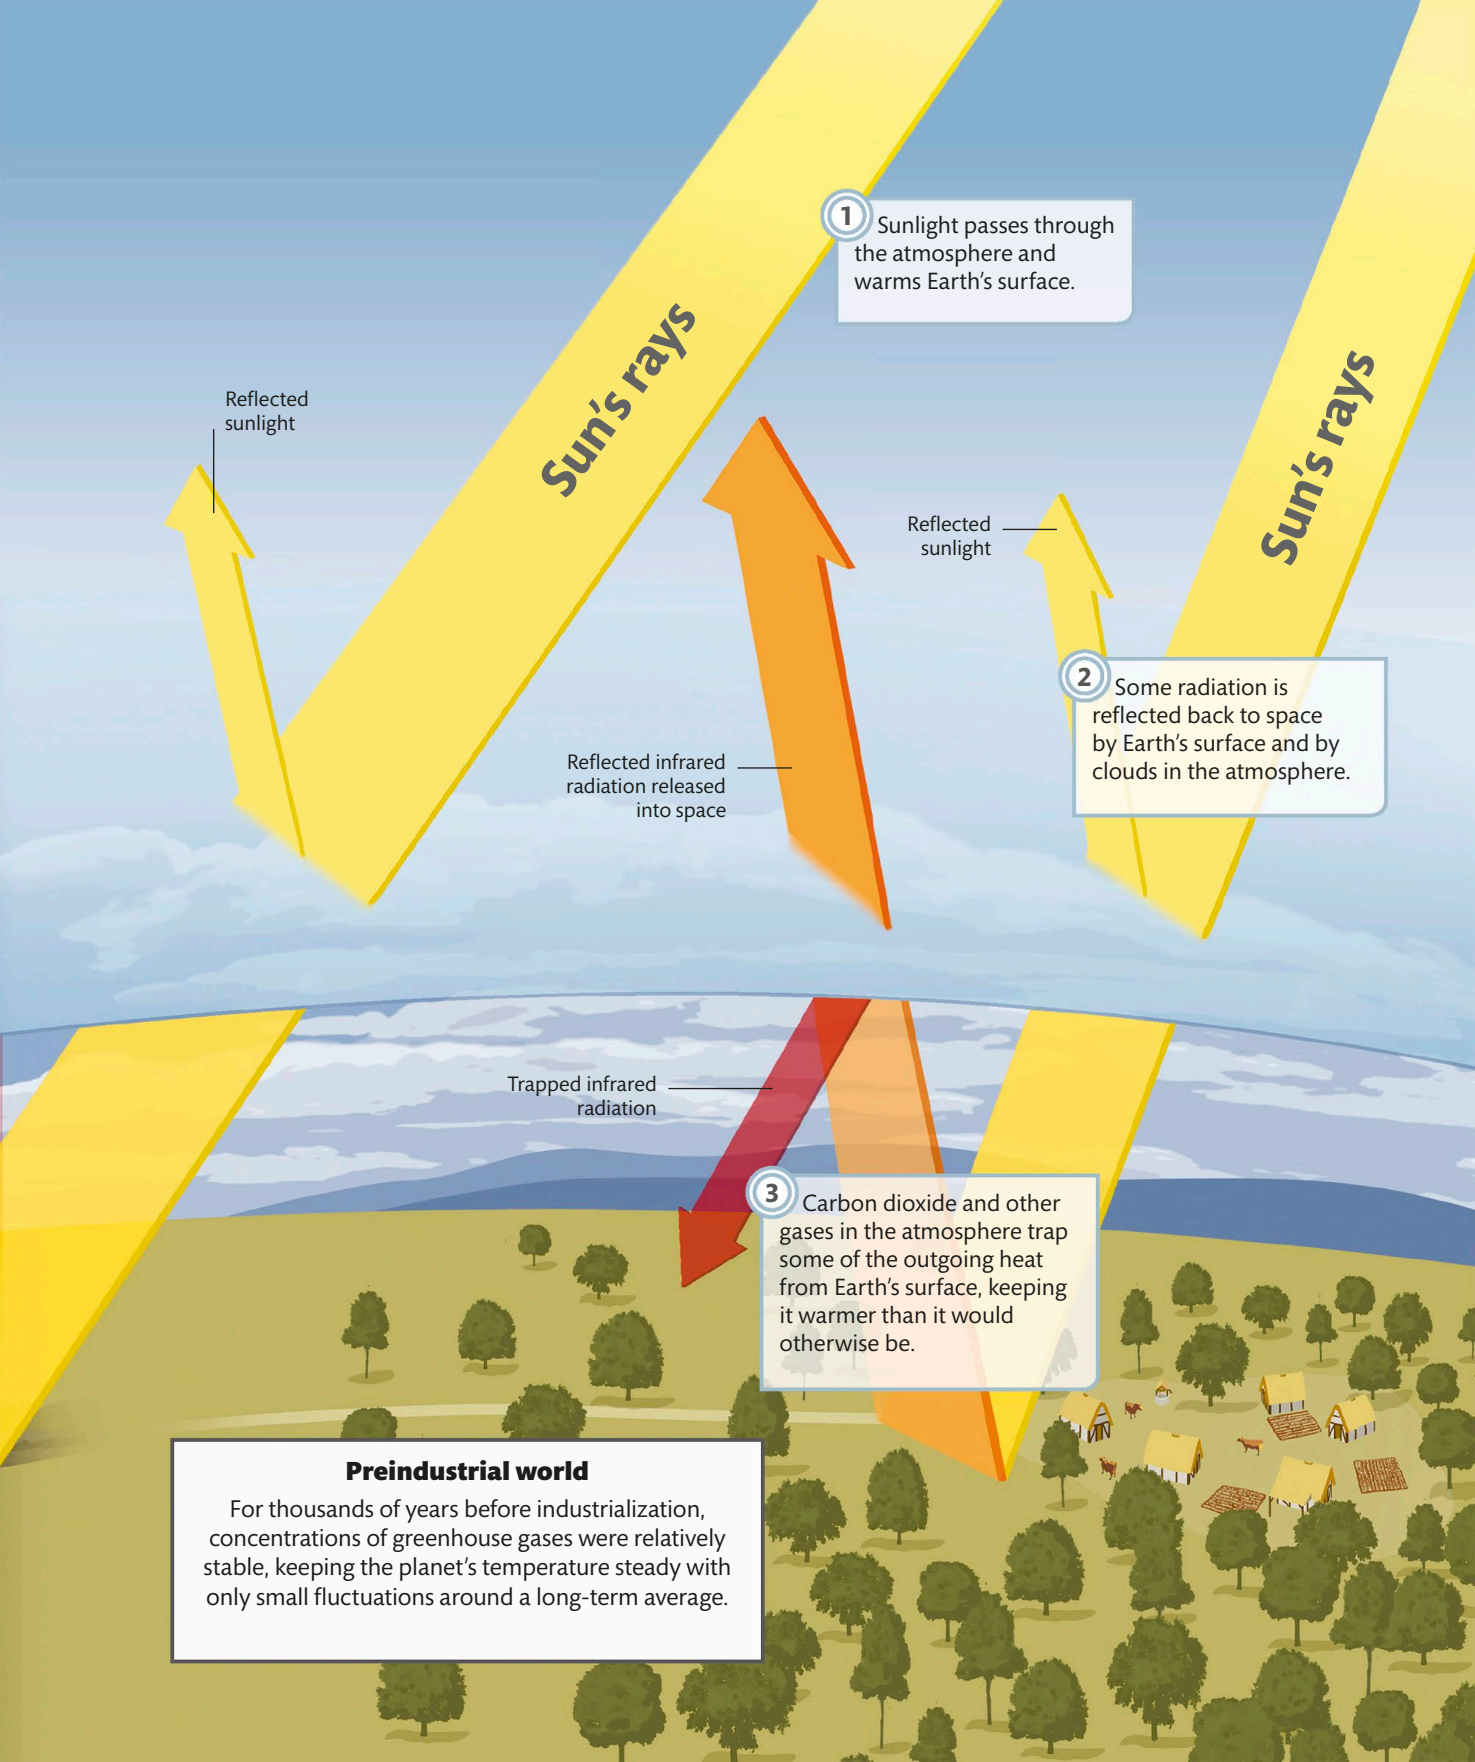 1 Sunlight passes through
the atmosphere and
warms Earth's surface.
Sun's rays
Sun's rays
Reflected
sunlight
Reflected
sunlight
2 Some radiation is
reflected back to space
by Earth's surface and by
clouds in the atmosphere.
Reflected infrared
radiation released
into space
Trapped infrared
radiation
3 Carbon dioxide and other
gases in the atmosphere trap
some of the outgoing heat
from Earth's surface, keeping
it warmer than it would
otherwise be.
Preindustrial world
For thousands of years before industrialization,
concentrations of greenhouse gases were relatively
stable, keeping the planet's temperature steady with
only small fluctuations around a long-term average.